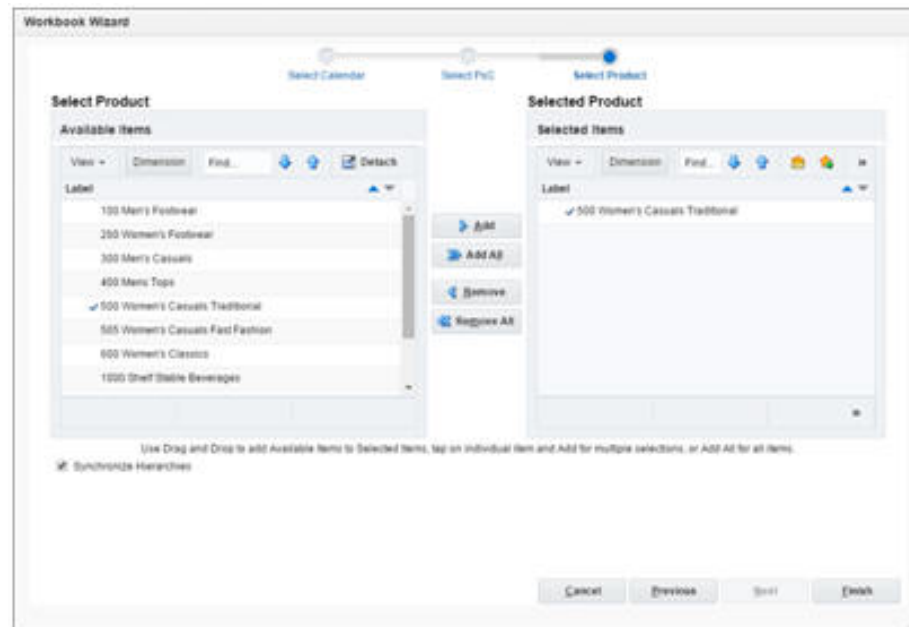 Workbook Wizard
Select Calendar
Select PoC
Select Product
Select Product
Available Items
View
Dimension
Find...
Detach
Label
100 Men's Footwear
200 Women's Footwear
300 Men's Casuals
400 Mens Tops
500 Women's Casuals Traditional
505 Women's Casuals Fast Fashion
600 Women's Classics
1000 Shelf Stable Beverages
Add
Add All
Remove
Remove All
Selected Product
Selected Items
View
Dimension
Find...
Label
500 Women's Casuals Traditional
Use Drag and Drop to add Available Items to Selected Items, tap on individual item and Add for multiple selections, or Add All for all items.
Synchronize Hierarchies
Cancel
Previous
Next
Finish